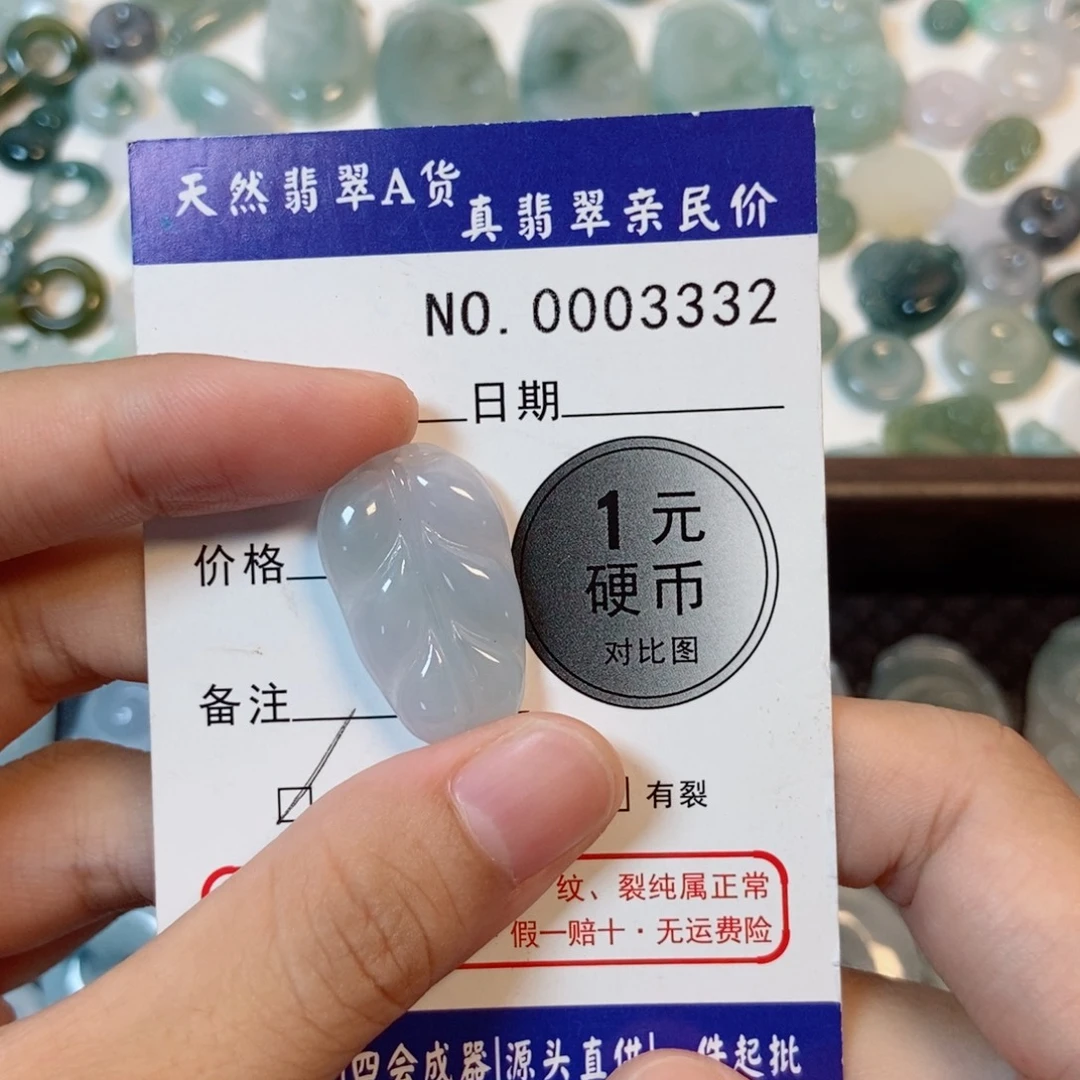 天然翡翠A货
真翡翠亲民价
NO. 0003332
日期
1元
硬币
对比图
价格
备注
有裂
纹、裂纯属正常
假一赔十·无运费险
四会成器|源头直供| 件起批